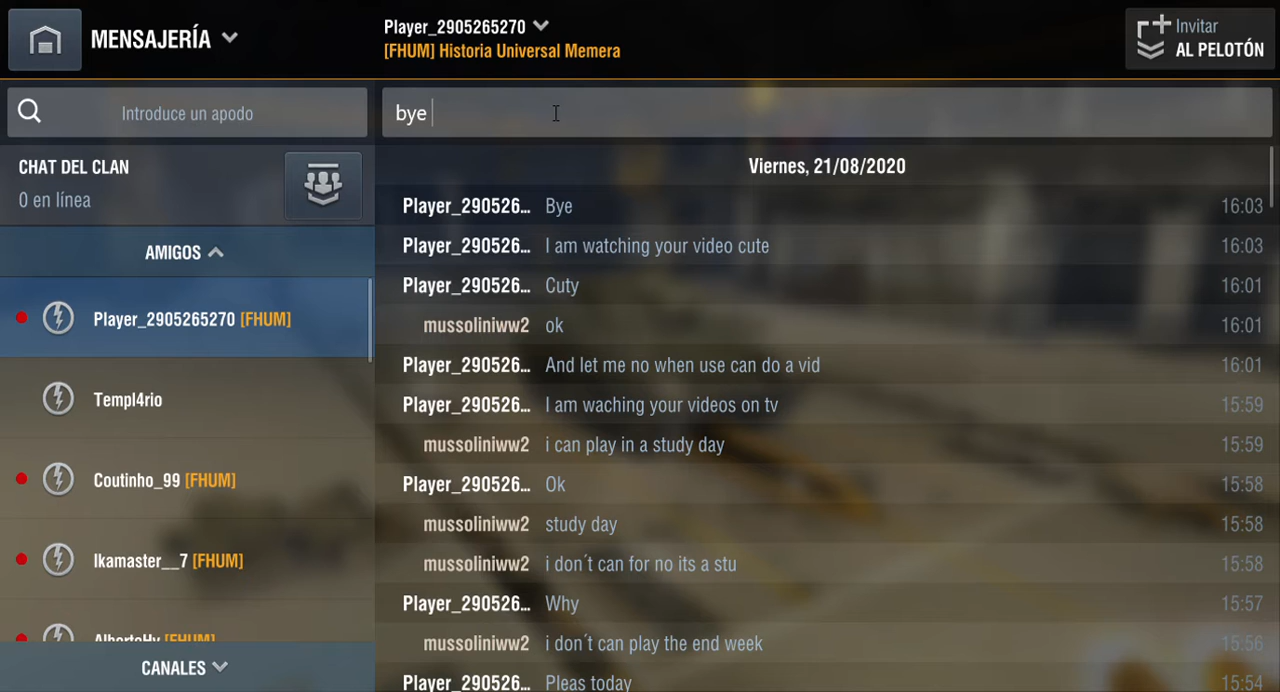 MENSAJERÍA
Player_2905265270
[FHUM] Historia Universal Memera
Invitar
AL PELOTÓN
Introduce un apodo
bye
CHAT DEL CLAN
0 en línea
AMIGOS
Player_2905265270 [FHUM]
Templ4rio
Coutinho_99 [FHUM]
Ikamaster__7 [FHUM]
AlbertoHy [FHUM]
CANALES
Viernes, 21/08/2020
Player_290526... Bye 16:03
Player_290526... I am watching your video cute 16:03
Player_290526... Cuty 16:01
mussoliniww2 ok 16:01
Player_290526... And let me no when use can do a vid 16:01
Player_290526... I am waching your videos on tv 15:59
mussoliniww2 i can play in a study day 15:59
Player_290526... Ok 15:58
mussoliniww2 study day 15:58
mussoliniww2 i don´t can for no its a stu 15:58
Player_290526... Why 15:57
mussoliniww2 i don´t can play the end week 15:56
Player_290526... Pleas today 15:54